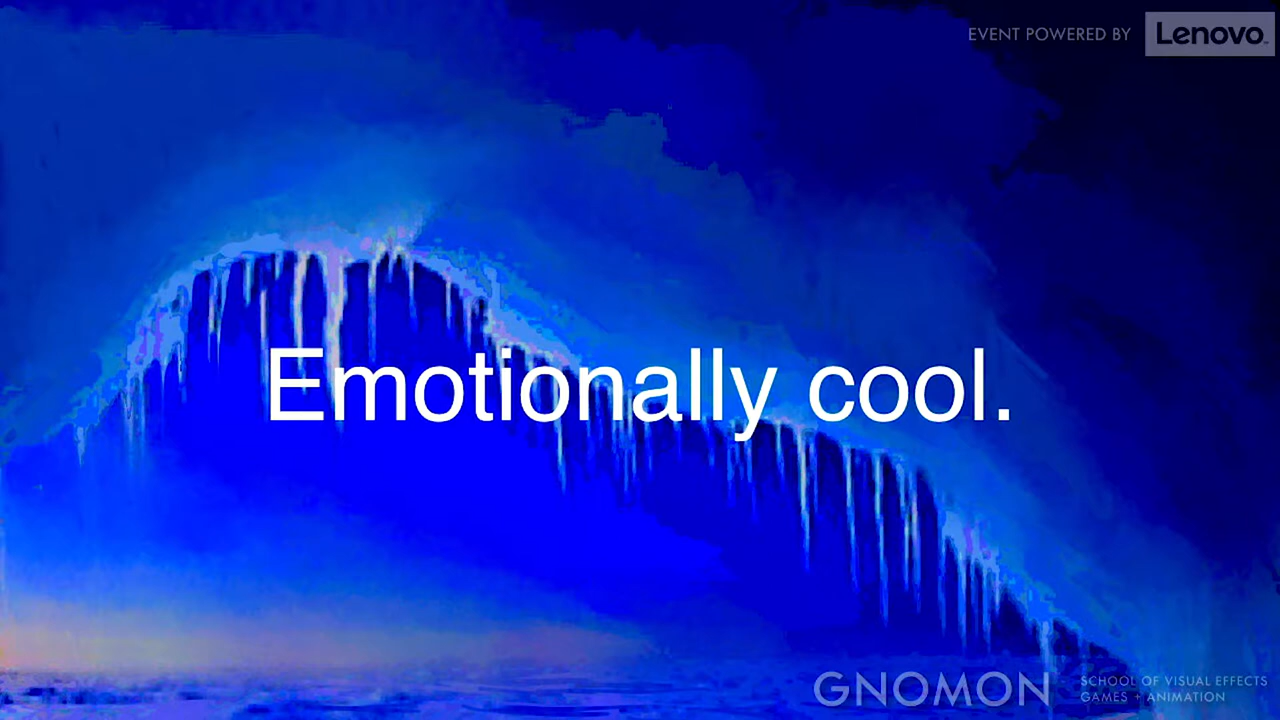 EVENT POWERED BY Lenovo
Emotionally cool.
GNOMON
SCHOOL OF VISUAL EFFECTS
GAMES + ANIMATION